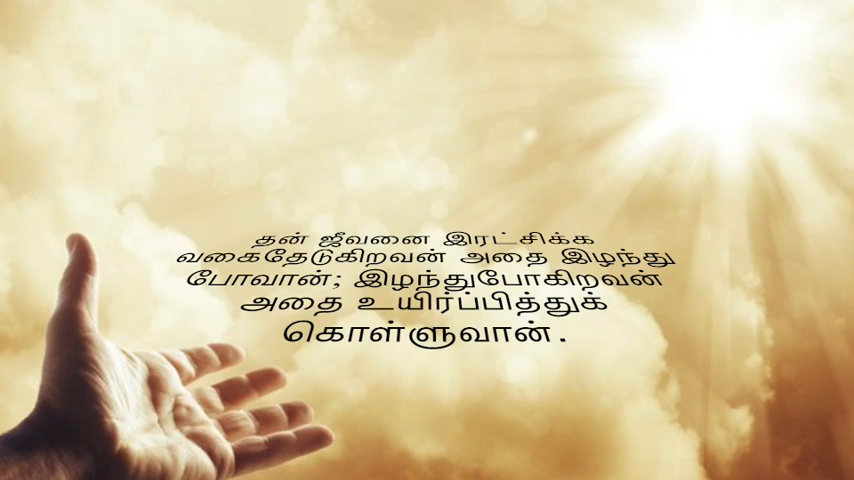 தன் ஜீவனை இரட்சிக்க
வகைதேடுகிறவன் அதை இழந்து
போவான்; இழந்துபோகிறவன்
அதை உயிர்ப்பித்துக்
கொள்ளுவான்.